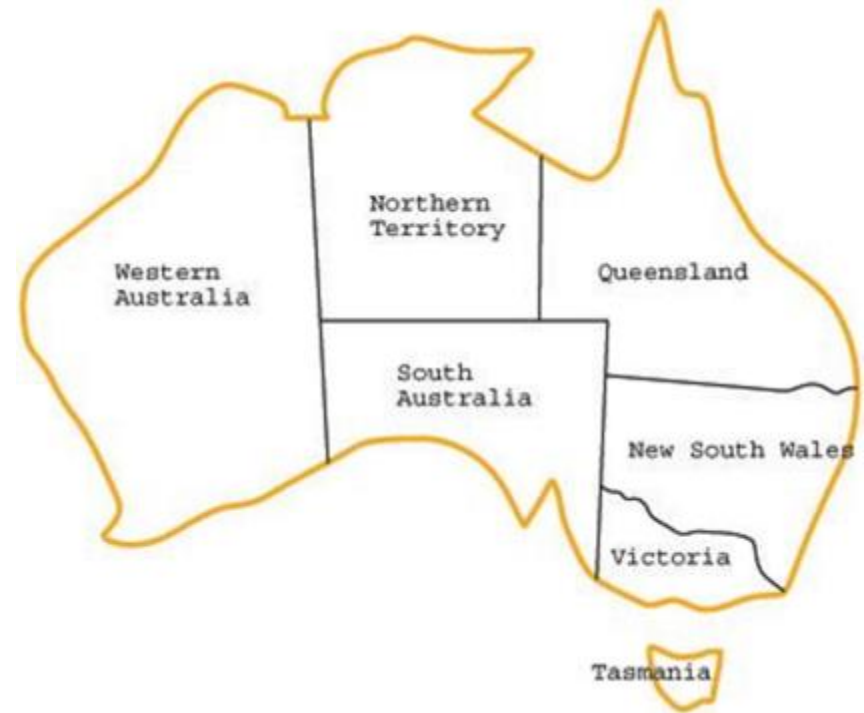 Northern
Territory
Western
Australia
Queensland
South
Australia
New South Wales
Victoria
Tasmania